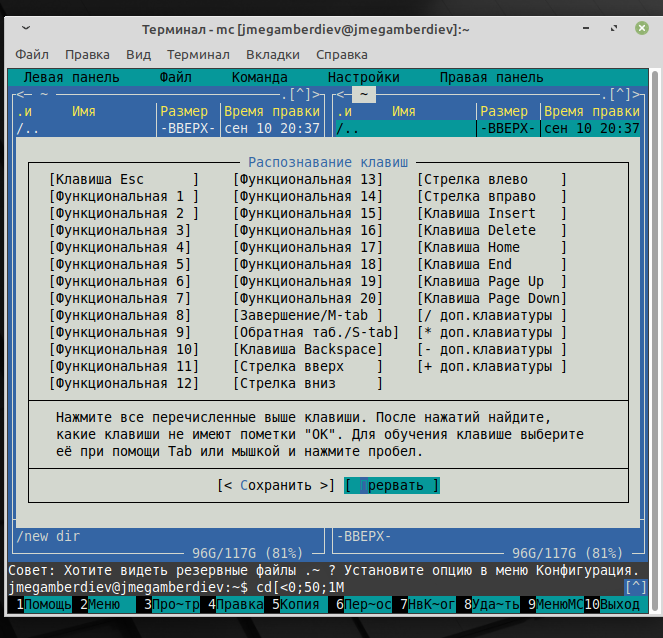 Терминал - mc [jmegamberdiev@jmegamberdiev]:~
Файл Правка Вид Терминал Вкладки Справка
Левая панель Файл Команда Настройки Правая панель
<─ ~ ─.[^]>
.и Имя Размер Время правки
/.. -ВВЕРХ- сен 10 20:37
<─ ~ ─.[^]>
.и Имя Размер Время правки
/.. -ВВЕРХ- сен 10 20:37
Распознавание клавиш
[Клавиша Esc ] [Функциональная 13] [Стрелка влево ]
[Функциональная 1 ] [Функциональная 14] [Стрелка вправо ]
[Функциональная 2 ] [Функциональная 15] [Клавиша Insert ]
[Функциональная 3] [Функциональная 16] [Клавиша Delete ]
[Функциональная 4] [Функциональная 17] [Клавиша Home ]
[Функциональная 5] [Функциональная 18] [Клавиша End ]
[Функциональная 6] [Функциональная 19] [Клавиша Page Up ]
[Функциональная 7] [Функциональная 20] [Клавиша Page Down]
[Функциональная 8] [Завершение/M-tab ] [/ доп.клавиатуры ]
[Функциональная 9] [Обратная таб./S-tab] [* доп.клавиатуры ]
[Функциональная 10] [Клавиша Backspace] [- доп.клавиатуры ]
[Функциональная 11] [Стрелка вверх ] [+ доп.клавиатуры ]
[Функциональная 12] [Стрелка вниз ]
Нажмите все перечисленные выше клавиши. После нажатий найдите,
какие клавиши не имеют пометки "ОК". Для обучения клавише выберите
её при помощи Tab или мышкой и нажмите пробел.
[< Сохранить >] [ Прервать ]
/new dir
96G/117G (81%)
-ВВЕРХ-
96G/117G (81%)
Совет: Хотите видеть резервные файлы .~ ? Установите опцию в меню Конфигурация.
jmegamberdiev@jmegamberdiev:~$ cd[<0;50;1M [^]
1Помощь 2Меню 3Про~тр 4Правка 5Копия 6Пер~ос 7НвК~ог 8Уда~ть 9МенюMC 10Выход